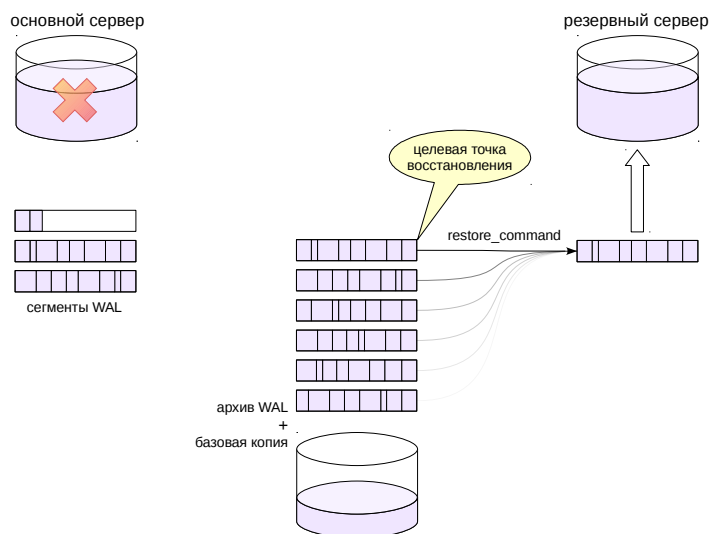 основной сервер
резервный сервер
целевая точка
восстановления
restore_command
сегменты WAL
архив WAL
+
базовая копия